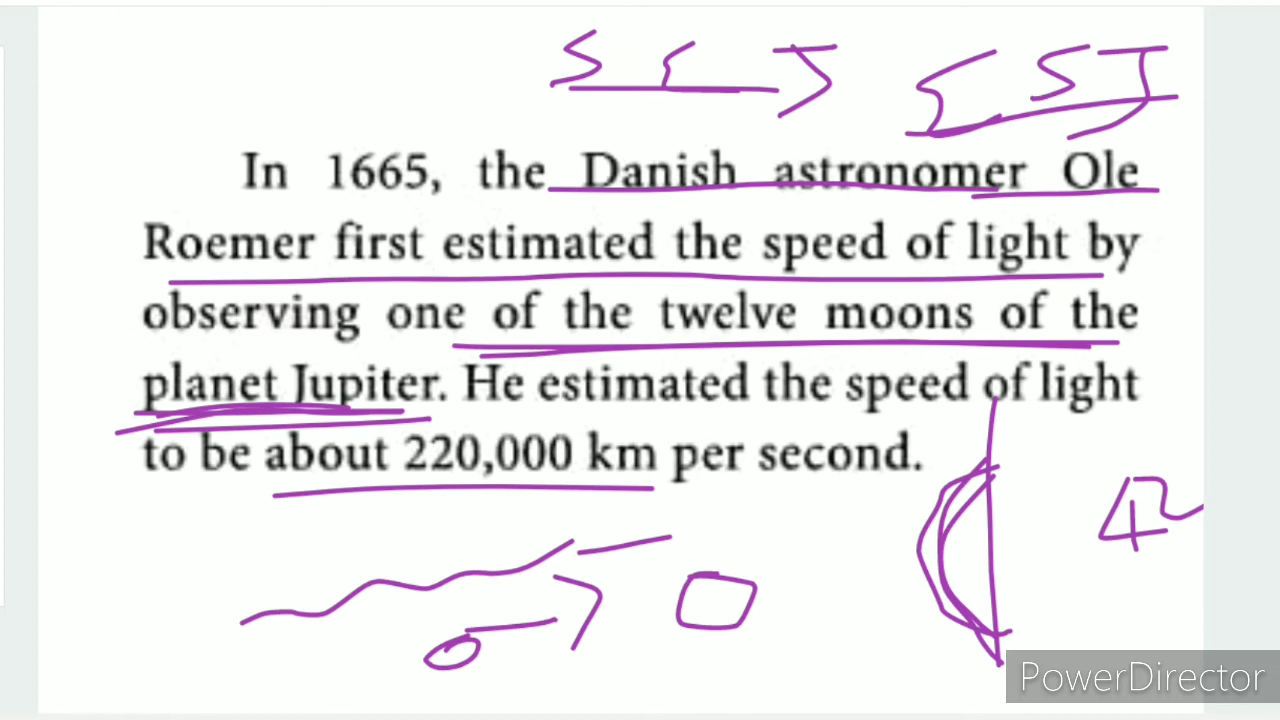 In 1665, the Danish astronomer Ole
Roemer first estimated the speed of light by
observing one of the twelve moons of the
planet Jupiter. He estimated the speed of light
to be about 220,000 km per second.
PowerDirector